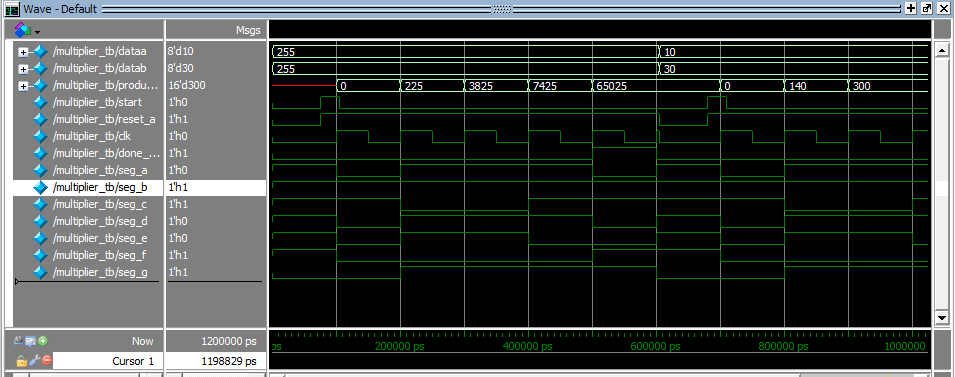 Wave - Default
Msgs
/multiplier_tb/dataa 8'd10 255 10
/multiplier_tb/datab 8'd30 255 30
/multiplier_tb/produ... 16'd300 0 225 3825 7425 65025 0 140 300
/multiplier_tb/start 1'h0
/multiplier_tb/reset_a 1'h1
/multiplier_tb/clk 1'h0
/multiplier_tb/done_... 1'h1
/multiplier_tb/seg_a 1'h0
/multiplier_tb/seg_b 1'h1
/multiplier_tb/seg_c 1'h1
/multiplier_tb/seg_d 1'h0
/multiplier_tb/seg_e 1'h0
/multiplier_tb/seg_f 1'h1
/multiplier_tb/seg_g 1'h1
Now 1200000 ps ps 200000 ps 400000 ps 600000 ps 800000 ps 1000000
Cursor 1 1198829 ps